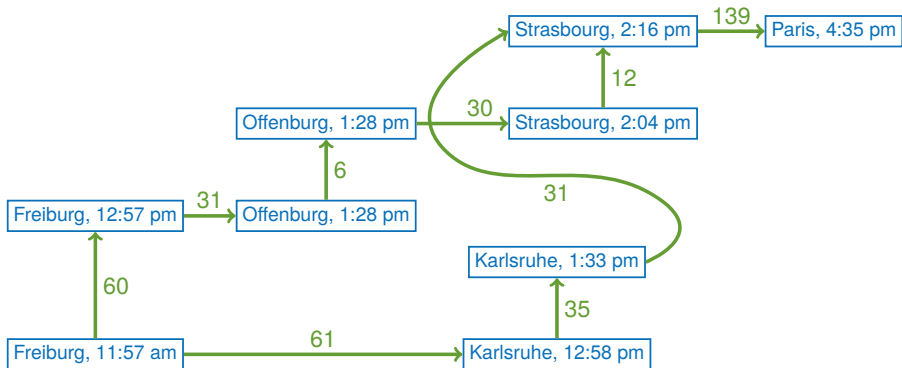 139
Strasbourg, 2:16 pm
Paris, 4:35 pm
12
30
Offenburg, 1:28 pm
Strasbourg, 2:04 pm
6
31
31
Freiburg, 12:57 pm
Offenburg, 1:28 pm
Karlsruhe, 1:33 pm
60
35
61
Freiburg, 11:57 am
Karlsruhe, 12:58 pm